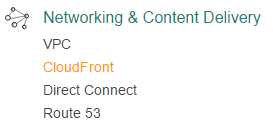 Networking & Content Delivery
VPC
CloudFront
Direct Connect
Route 53